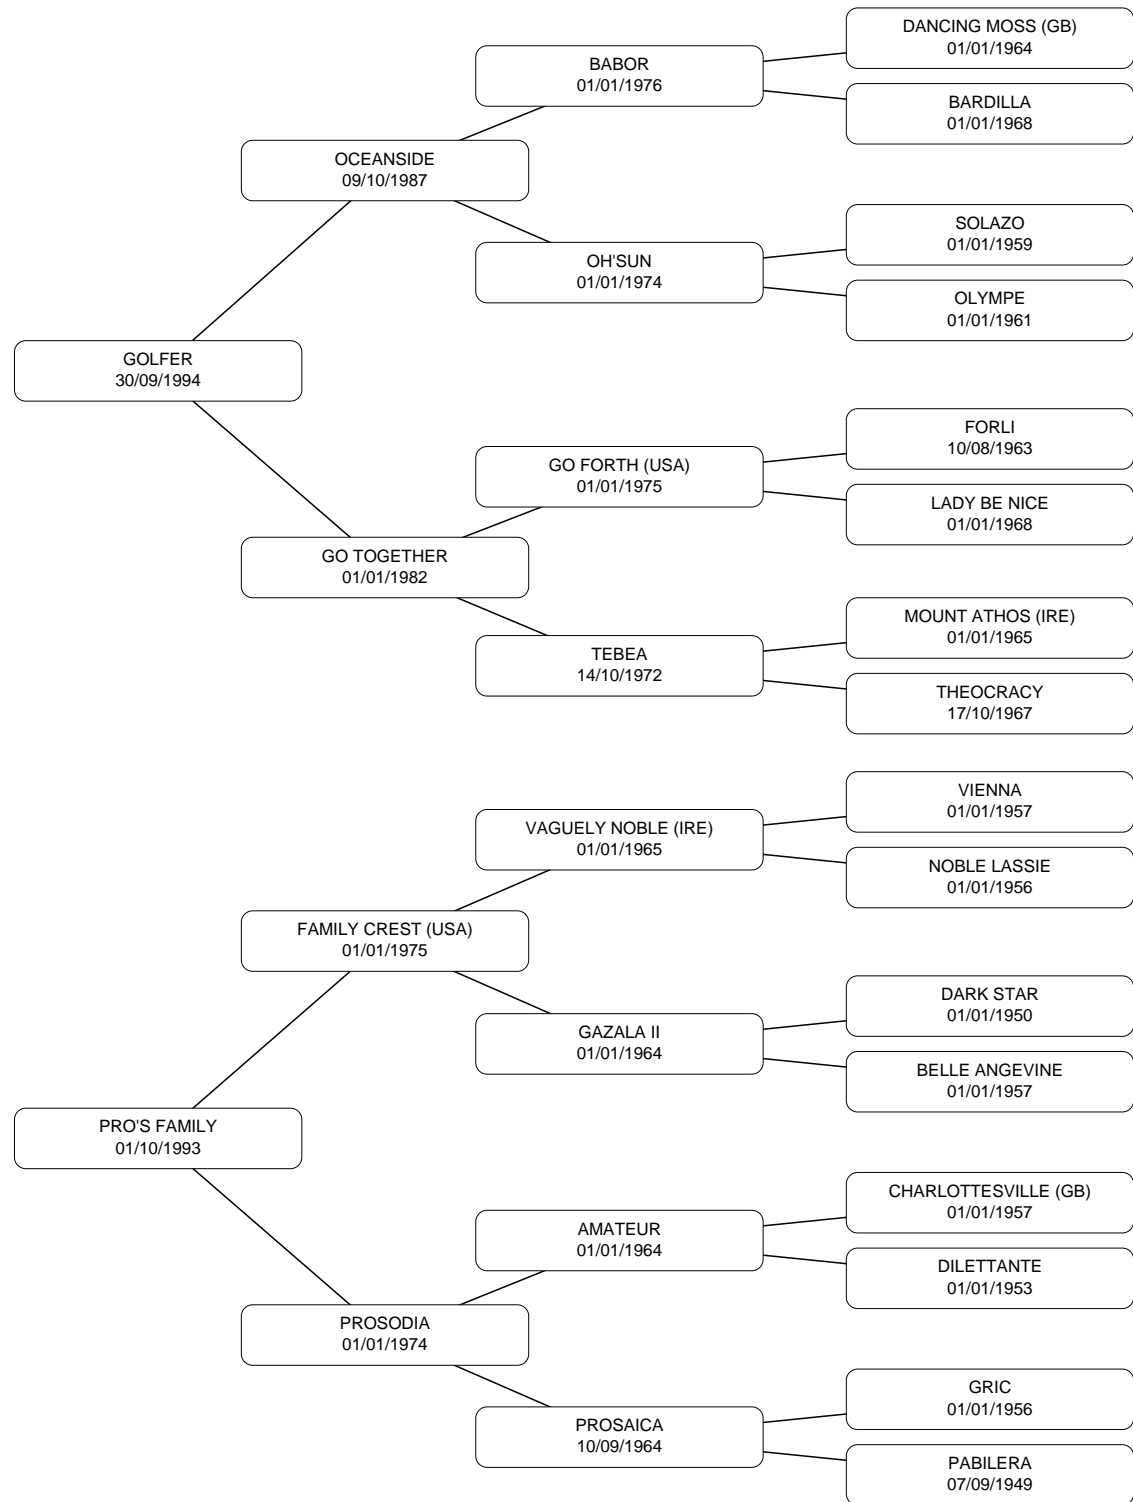 DANCING MOSS (GB)
01/01/1964
BABOR
01/01/1976
BARDILLA
01/01/1968
OCEANSIDE
09/10/1987
SOLAZO
01/01/1959
OH'SUN
01/01/1974
OLYMPE
01/01/1961
GOLFER
30/09/1994
FORLI
10/08/1963
GO FORTH (USA)
01/01/1975
LADY BE NICE
01/01/1968
GO TOGETHER
01/01/1982
MOUNT ATHOS (IRE)
01/01/1965
TEBEA
14/10/1972
THEOCRACY
17/10/1967
VIENNA
01/01/1957
VAGUELY NOBLE (IRE)
01/01/1965
NOBLE LASSIE
01/01/1956
FAMILY CREST (USA)
01/01/1975
DARK STAR
01/01/1950
GAZALA II
01/01/1964
BELLE ANGEVINE
01/01/1957
PRO'S FAMILY
01/10/1993
CHARLOTTESVILLE (GB)
01/01/1957
AMATEUR
01/01/1964
DILETTANTE
01/01/1953
PROSODIA
01/01/1974
GRIC
01/01/1956
PROSAICA
10/09/1964
PABILERA
07/09/1949